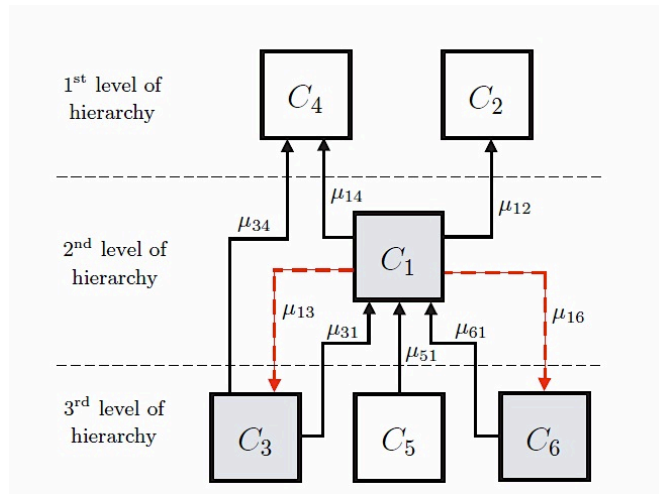 1st level of
hierarchy
C4
C2
μ14
μ12
μ34
2nd level of
hierarchy
C1
μ13
μ16
μ31
μ61
μ51
3rd level of
hierarchy
C3
C5
C6